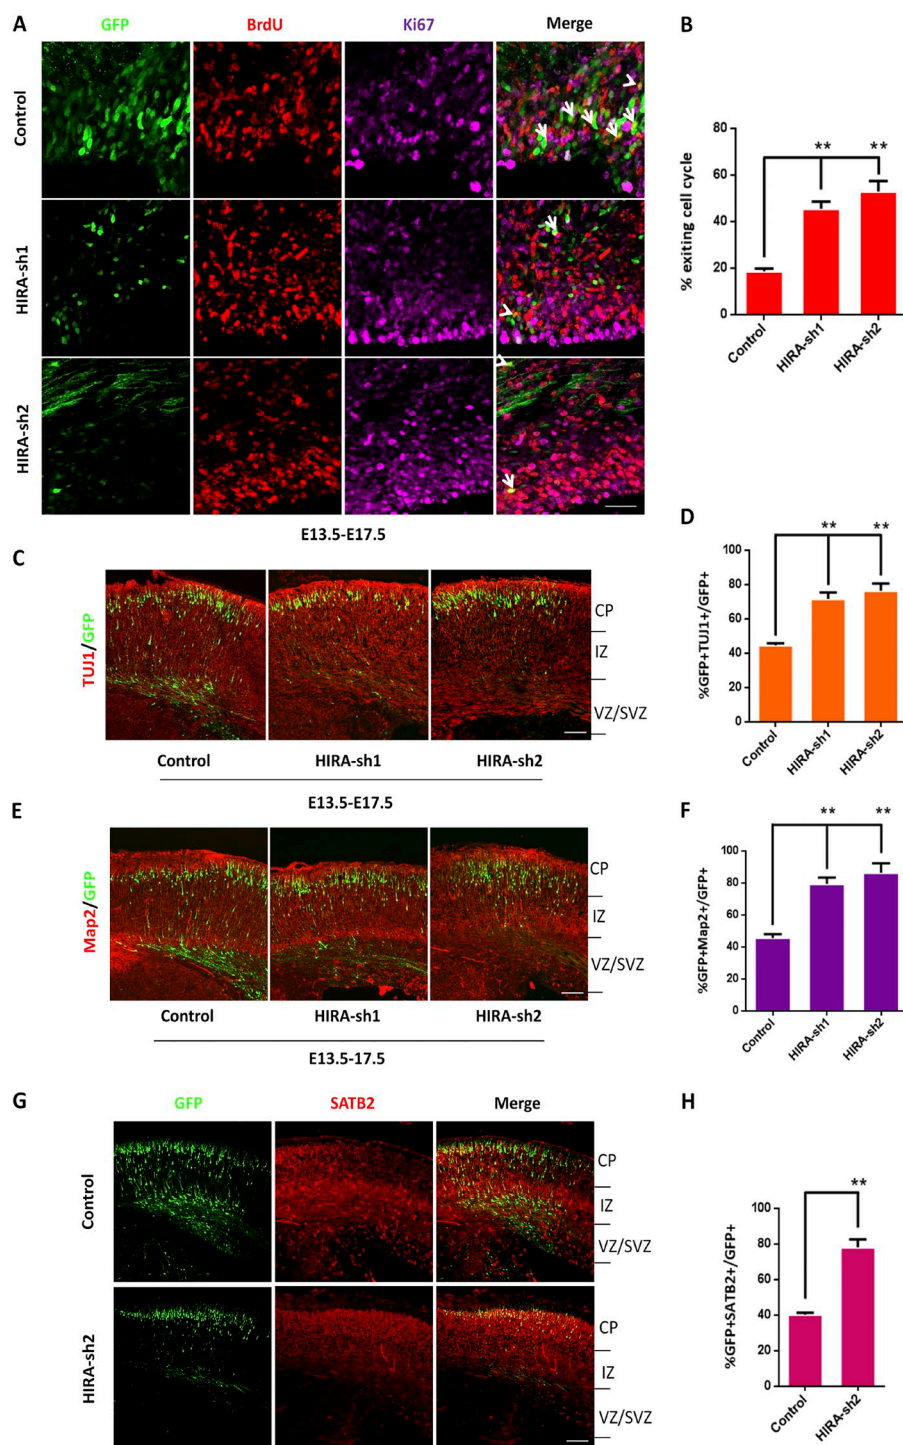 A
GFP BrdU Ki67 Merge
Control
HIRA-sh1
HIRA-sh2
E13.5-E17.5
B
% exiting cell cycle
80
60
40
20
0
** **
Control HIRA-sh1 HIRA-sh2
C
TUJ1/GFP
CP
IZ
VZ/SVZ
Control HIRA-sh1 HIRA-sh2
E13.5-E17.5
D
%GFP+TUJ1+/GFP+
100
80
60
40
20
0
** **
Control HIRA-sh1 HIRA-sh2
E
Map2/GFP
CP
IZ
VZ/SVZ
Control HIRA-sh1 HIRA-sh2
E13.5-17.5
F
%GFP+Map2+/GFP+
100
80
60
40
20
0
** **
Control HIRA-sh1 HIRA-sh2
G
GFP SATB2 Merge
Control
CP
IZ
VZ/SVZ
HIRA-sh2
CP
IZ
VZ/SVZ
H
%GFP+SATB2+/GFP+
100
80
60
40
20
0
**
Control HIRA-sh2